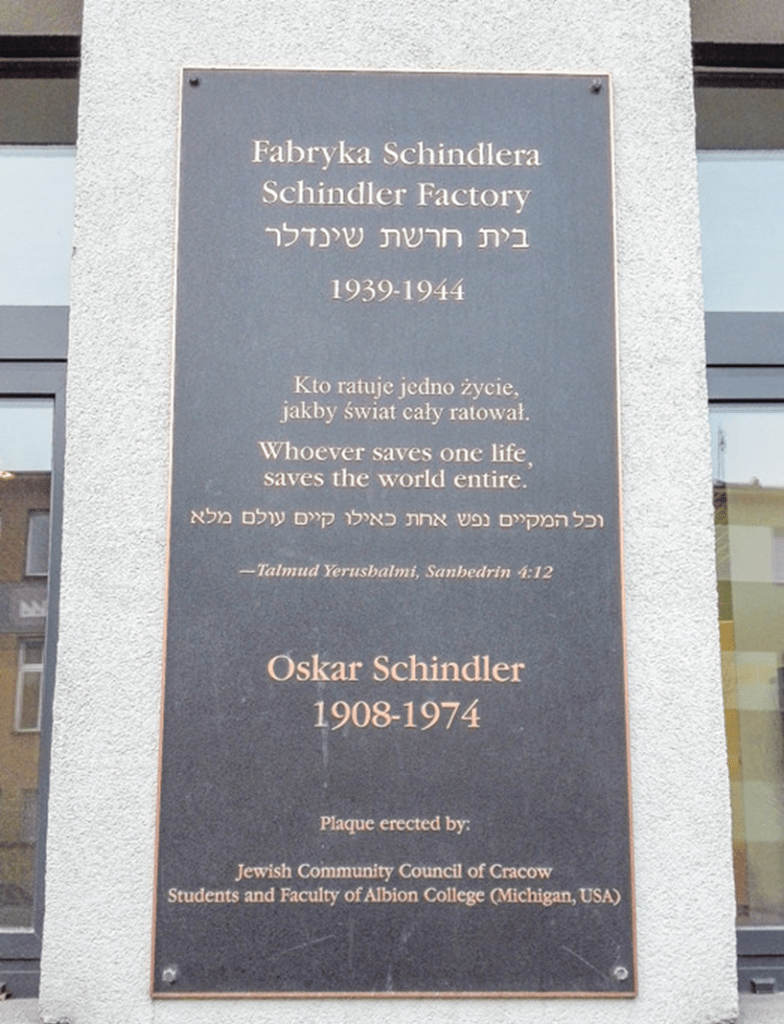 Fabryka Schindlera
Schindler Factory
בית חרשת שינדלר
1939-1944
Kto ratuje jedno życie,
jakby świat cały ratował.
Whoever saves one life,
saves the world entire.
וכל המקיים נפש אחת כאילו קיים עולם מלא
—Talmud Yerushalmi, Sanhedrin 4:12
Oskar Schindler
1908-1974
Plaque erected by:
Jewish Community Council of Cracow
Students and Faculty of Albion College (Michigan, USA)